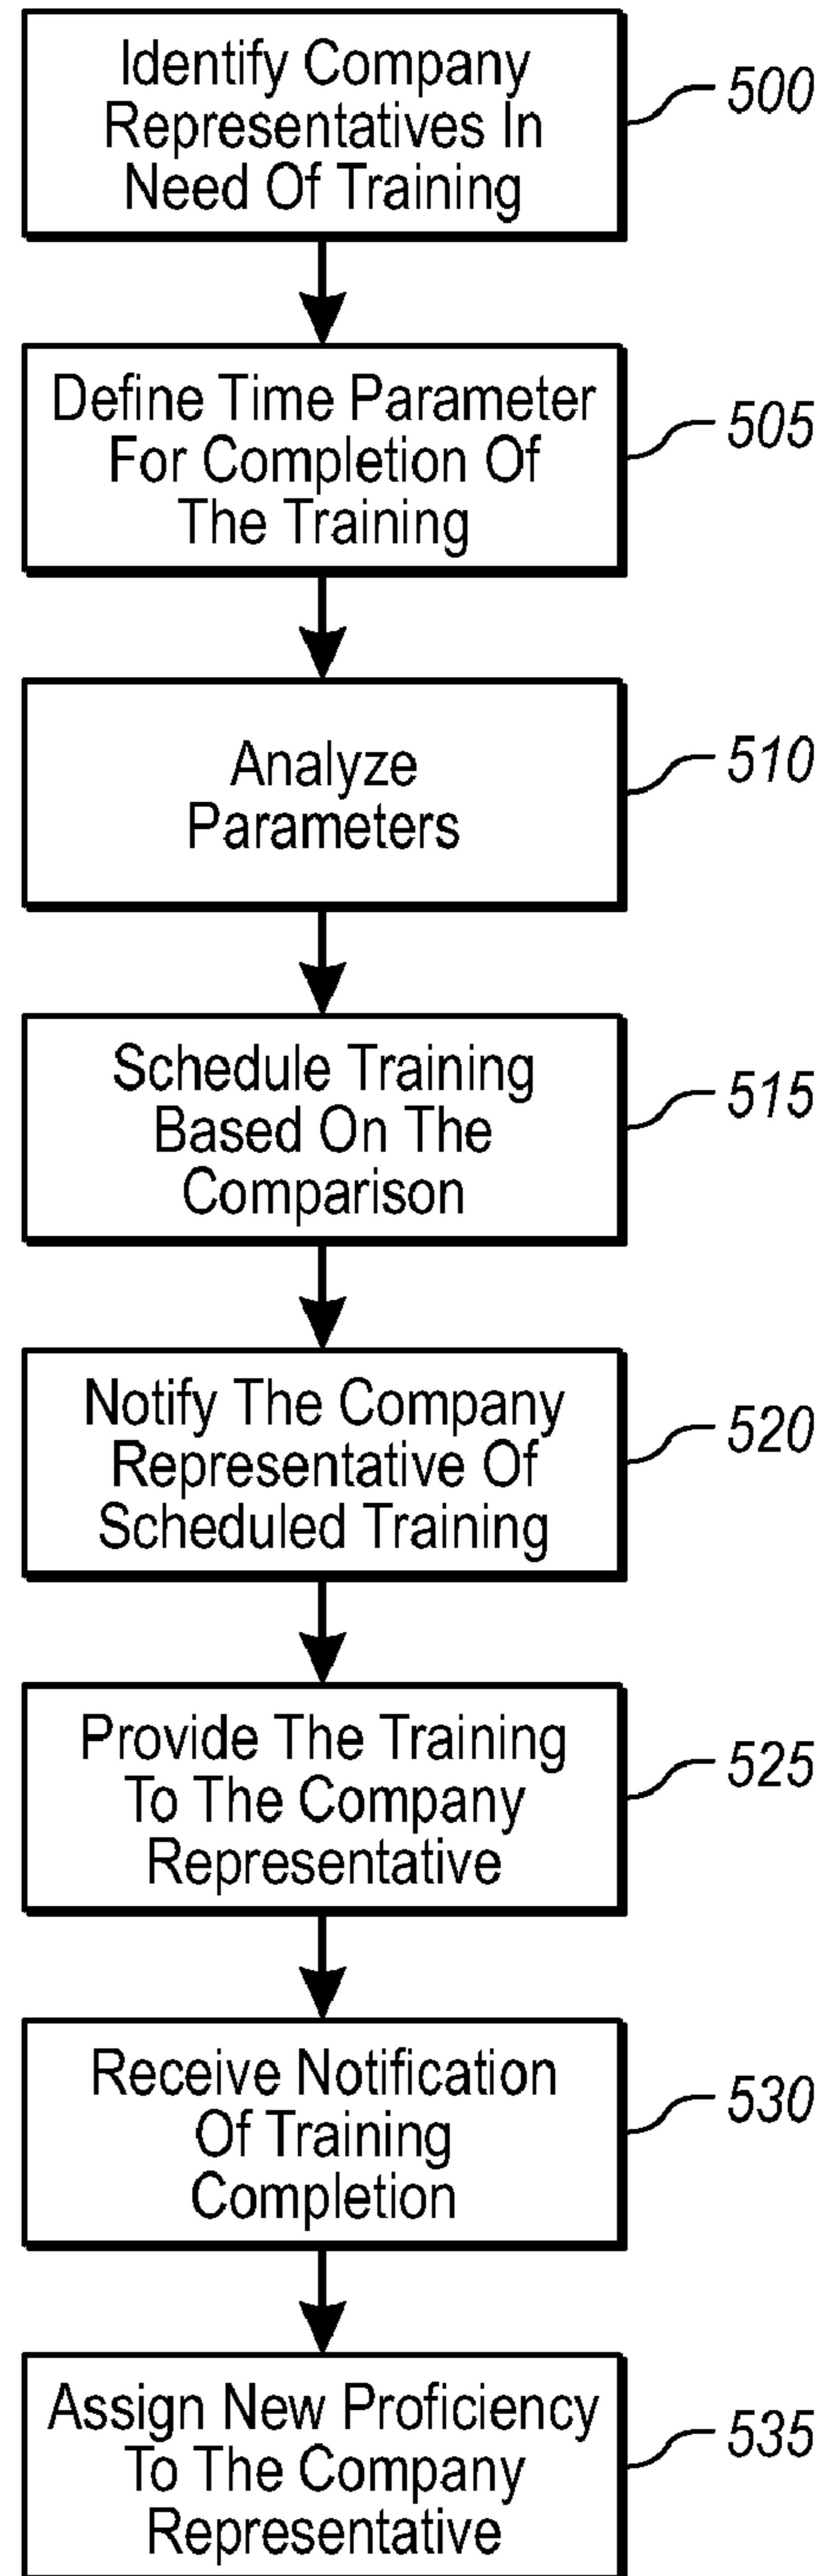 Identify Company
Representatives In
Need Of Training
500
Define Time Parameter
For Completion Of
The Training
505
Analyze
Parameters
510
Schedule Training
Based On The
Comparison
515
Notify The Company
Representative Of
Scheduled Training
520
Provide The Training
To The Company
Representative
525
Receive Notification
Of Training
Completion
530
Assign New Proficiency
To The Company
Representative
535